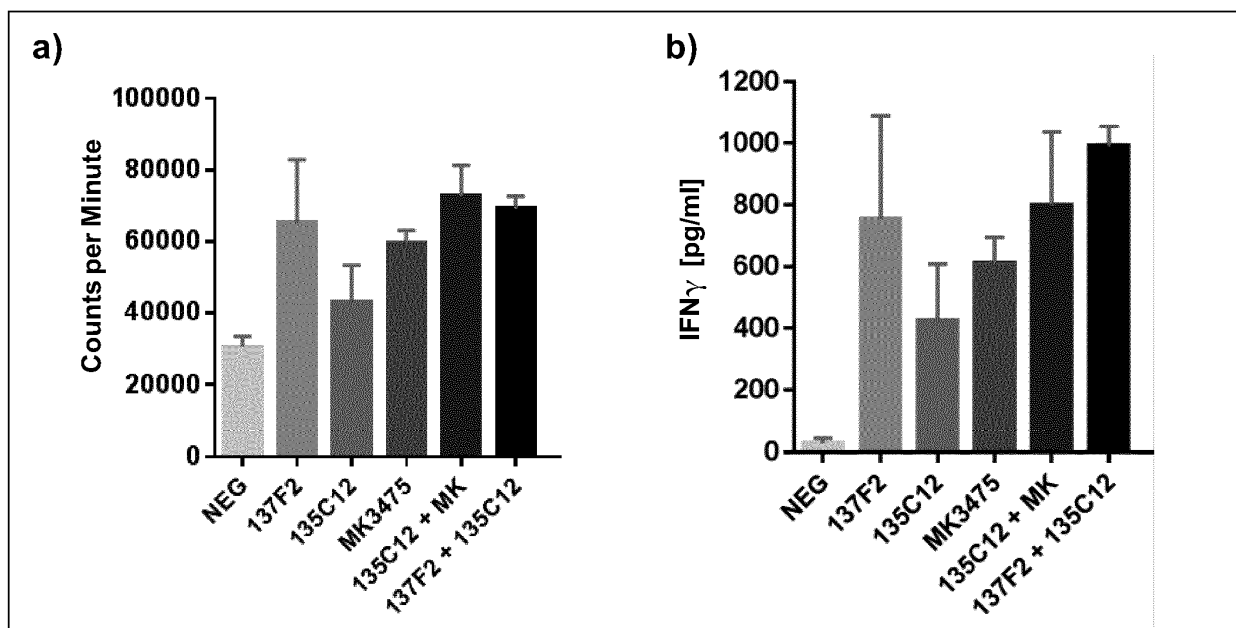 a)
Counts per Minute
100000
80000
60000
40000
20000
0
NEG
137F2
135C12
MK3475
135C12 + MK
137F2 + 135C12
b)
IFNγ [pg/ml]
1200
1000
800
600
400
200
0
NEG
137F2
135C12
MK3475
135C12 + MK
137F2 + 135C12